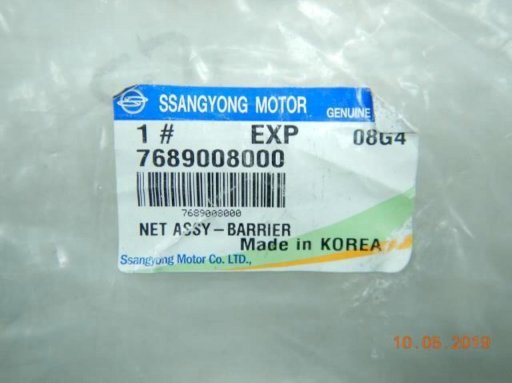 SSANGYONG MOTOR GENUINE
1 # EXP 08G4
7689008000
7689008000
NET ASSY-BARRIER
Made in KOREA
Ssangyong Motor Co. LTD.,
10.05.2019